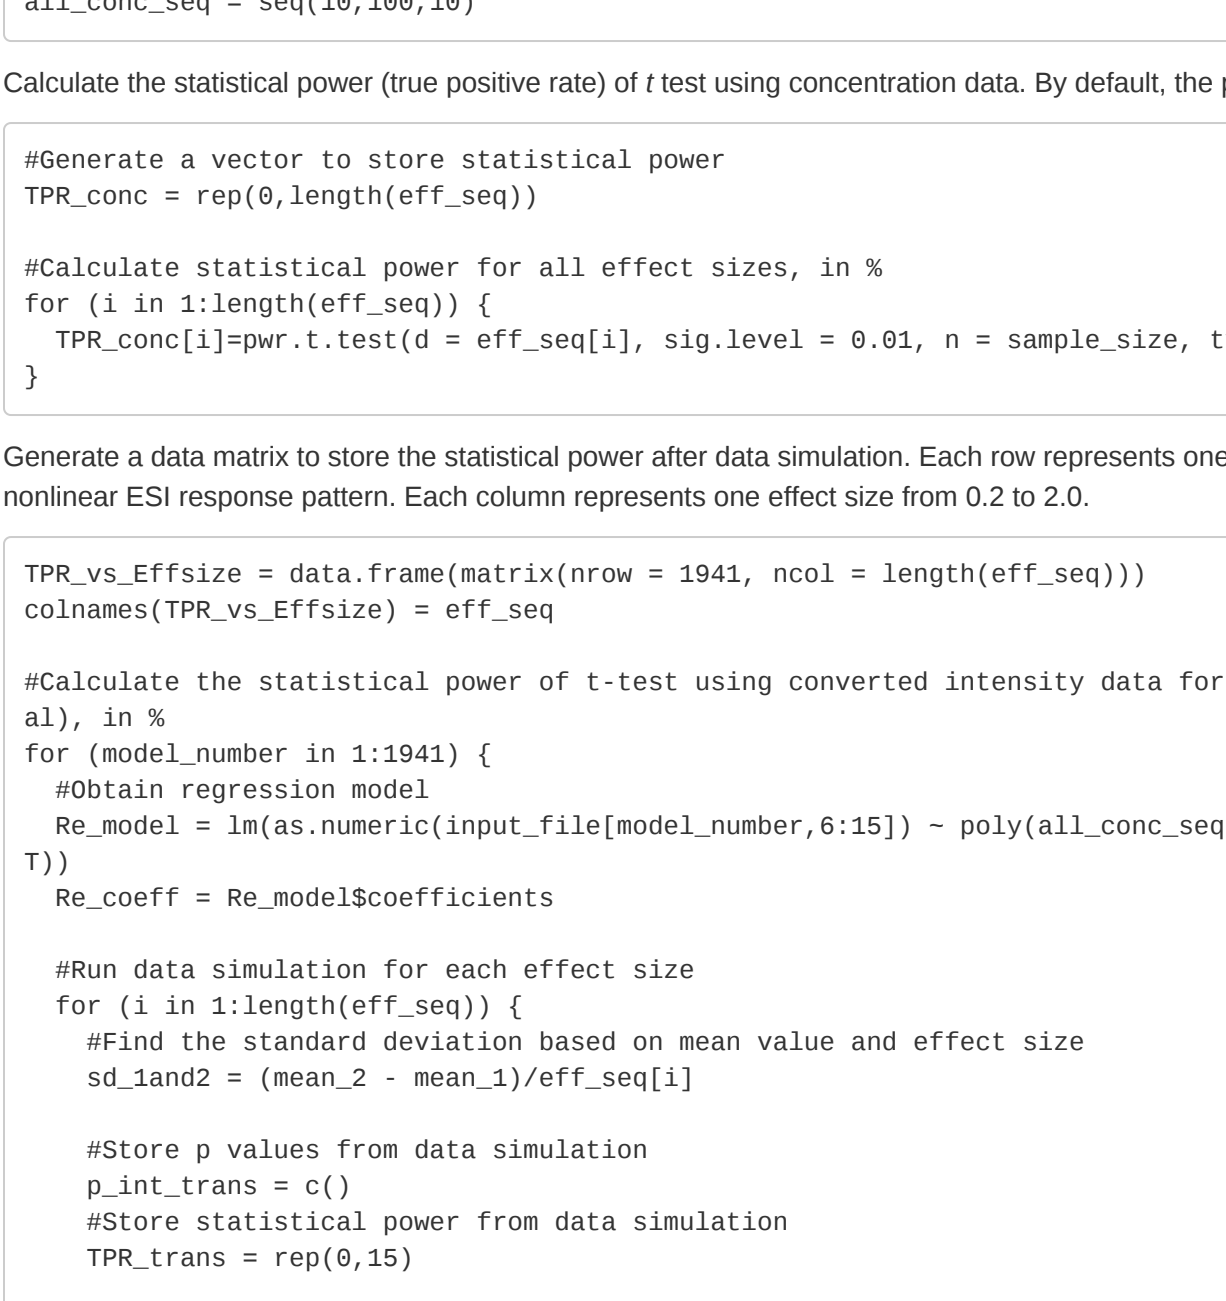 all_conc_seq = seq(10,100,10)
Calculate the statistical power (true positive rate) of t test using concentration data. By default, the
#Generate a vector to store statistical power
TPR_conc = rep(0,length(eff_seq))
#Calculate statistical power for all effect sizes, in %
for (i in 1:length(eff_seq)) {
  TPR_conc[i]=pwr.t.test(d = eff_seq[i], sig.level = 0.01, n = sample_size, t
}
Generate a data matrix to store the statistical power after data simulation. Each row represents one
nonlinear ESI response pattern. Each column represents one effect size from 0.2 to 2.0.
TPR_vs_Effsize = data.frame(matrix(nrow = 1941, ncol = length(eff_seq)))
colnames(TPR_vs_Effsize) = eff_seq
#Calculate the statistical power of t-test using converted intensity data for
al), in %
for (model_number in 1:1941) {
  #Obtain regression model
  Re_model = lm(as.numeric(input_file[model_number,6:15]) ~ poly(all_conc_seq
T))
  Re_coeff = Re_model$coefficients
  #Run data simulation for each effect size
  for (i in 1:length(eff_seq)) {
    #Find the standard deviation based on mean value and effect size
    sd_1and2 = (mean_2 - mean_1)/eff_seq[i]
    #Store p values from data simulation
    p_int_trans = c()
    #Store statistical power from data simulation
    TPR_trans = rep(0,15)